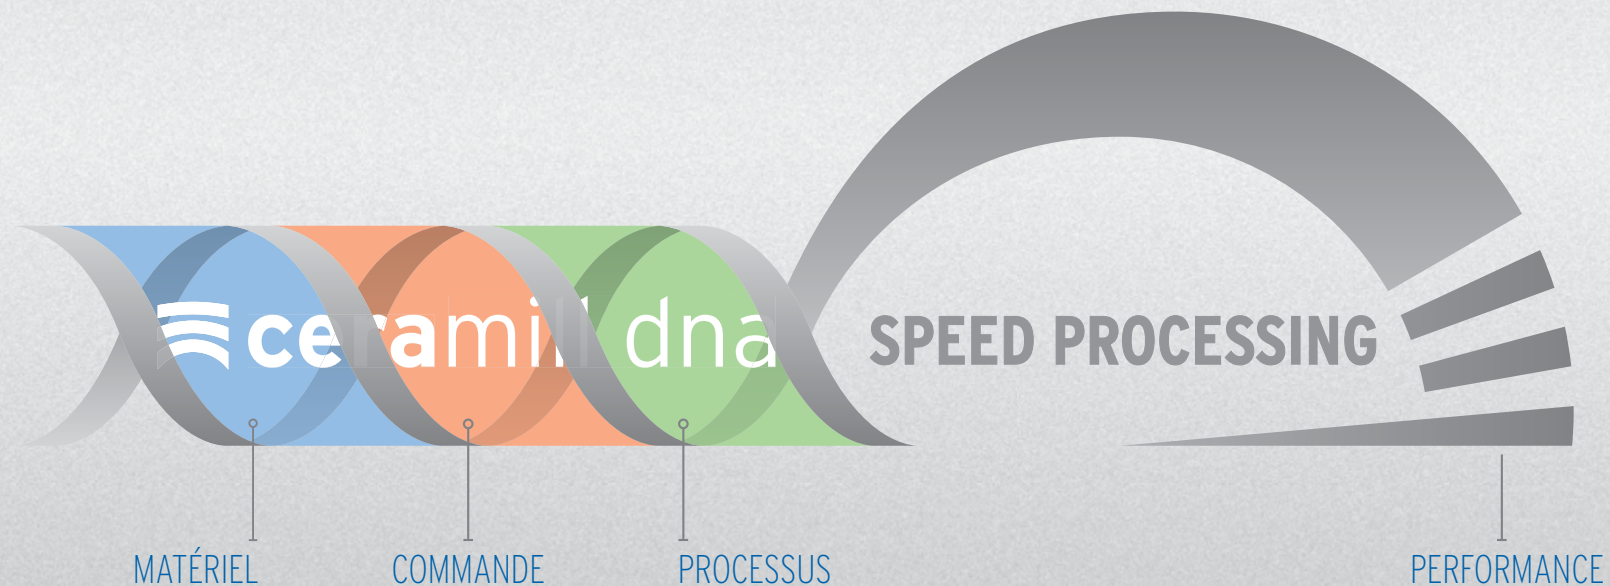 ceramill dna
SPEED PROCESSING
MATÉRIEL
COMMANDE
PROCESSUS
PERFORMANCE